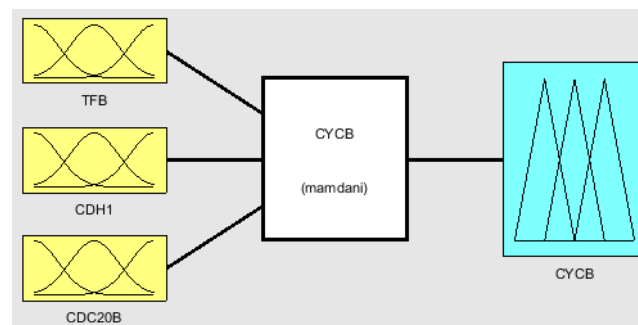 TFB
CDH1
CDC20B
CYCB
(mamdani)
CYCB